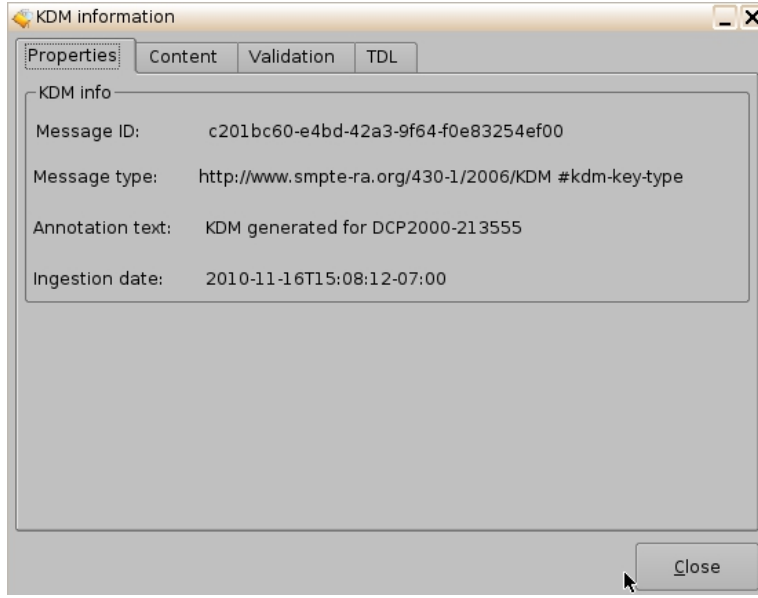 KDM information
Properties Content Validation TDL
KDM info
Message ID: c201bc60-e4bd-42a3-9f64-f0e83254ef00
Message type: http://www.smpte-ra.org/430-1/2006/KDM #kdm-key-type
Annotation text: KDM generated for DCP2000-213555
Ingestion date: 2010-11-16T15:08:12-07:00
Close